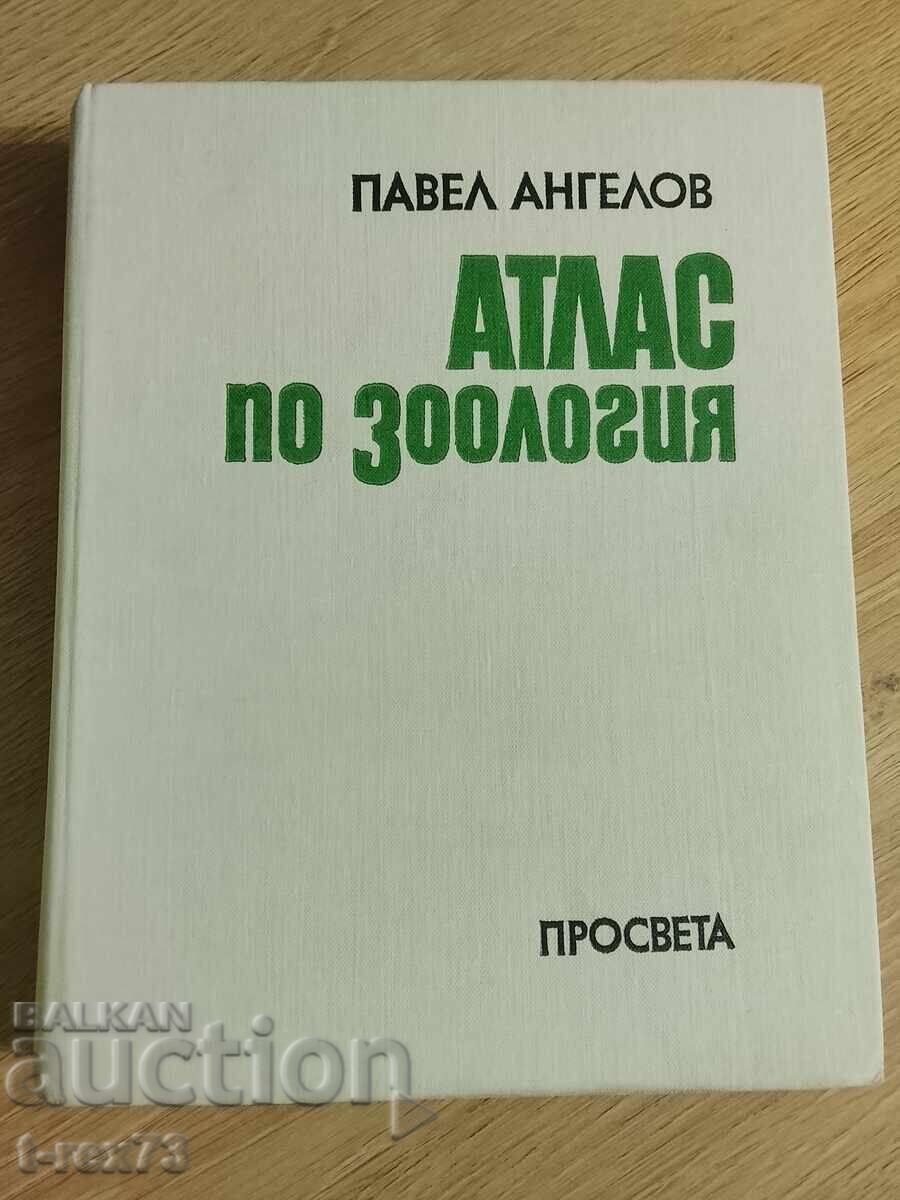 ПАВЕЛ АНГЕЛОВ
АТЛАС
по зоология
ПРОСВЕТА
BALKAN
auction
t-rex73